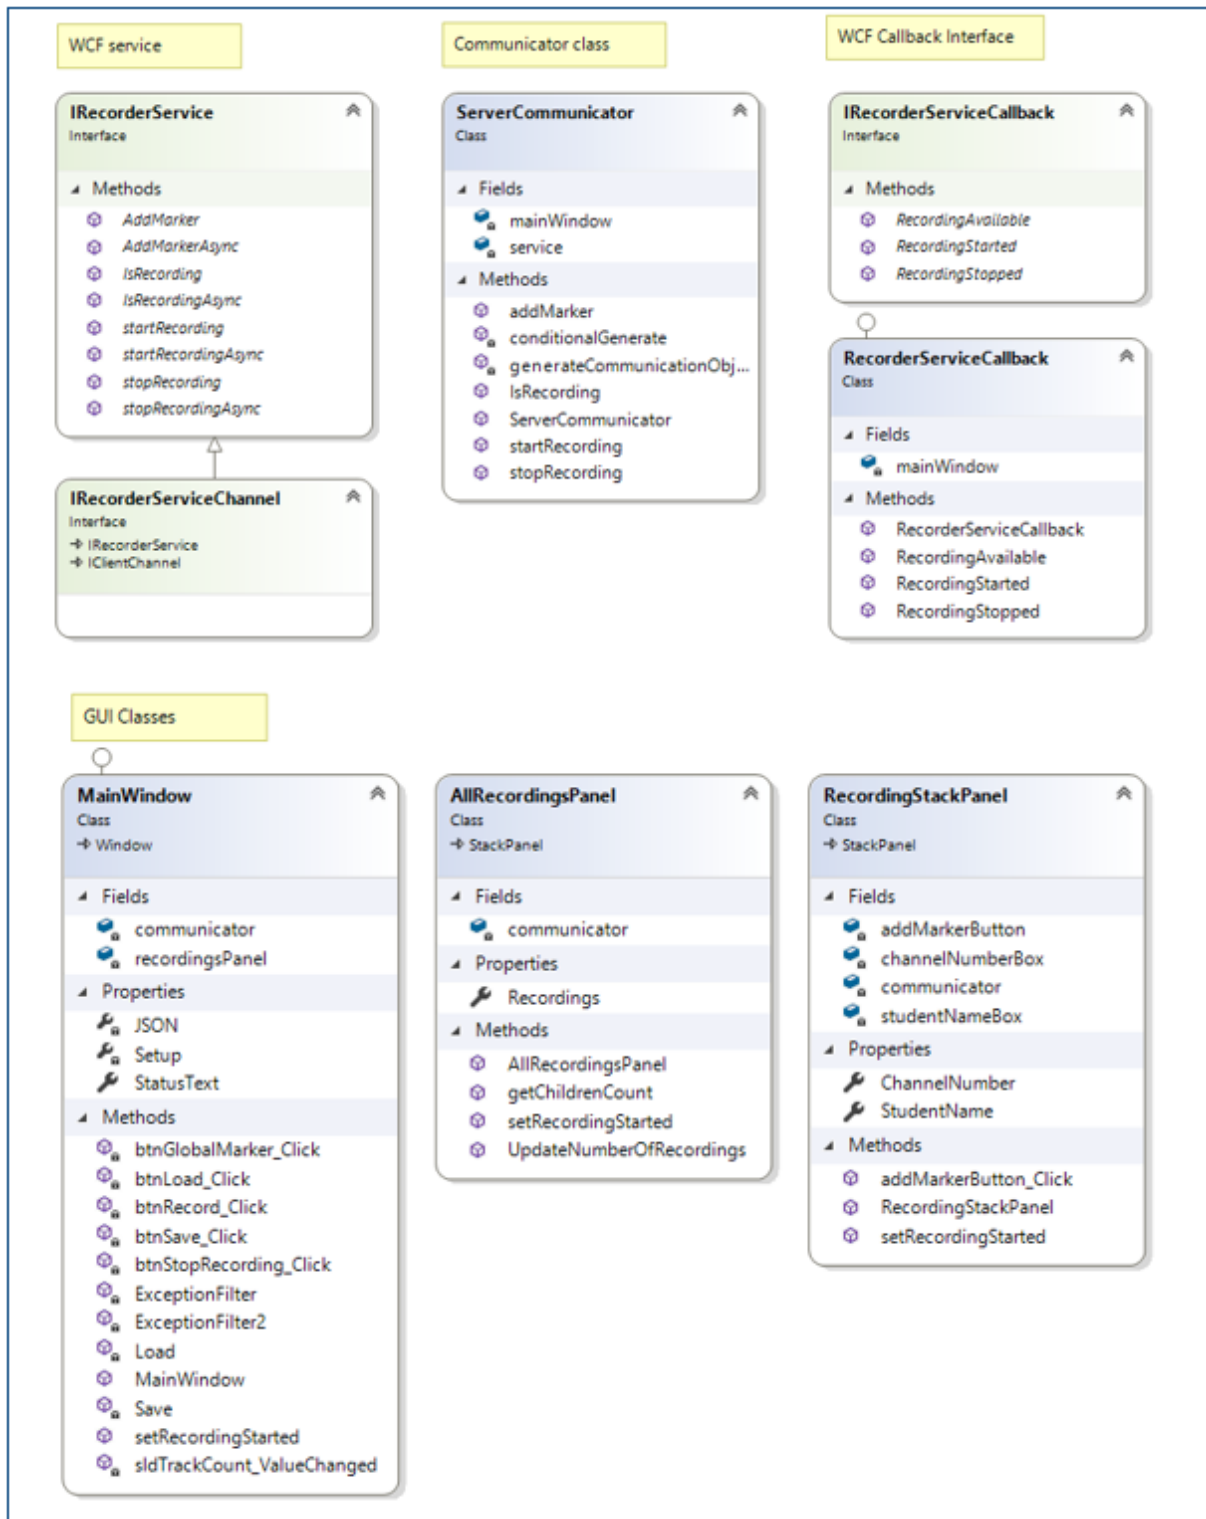 WCF service
IRecorderService
Interface
Methods
AddMarker
AddMarkerAsync
IsRecording
IsRecordingAsync
startRecording
startRecordingAsync
stopRecording
stopRecordingAsync
IRecorderServiceChannel
Interface
IRecorderService
IClientChannel
Communicator class
ServerCommunicator
Class
Fields
mainWindow
service
Methods
addMarker
conditionalGenerate
generateCommunicationObj...
IsRecording
ServerCommunicator
startRecording
stopRecording
WCF Callback Interface
IRecorderServiceCallback
Interface
Methods
RecordingAvailable
RecordingStarted
RecordingStopped
RecorderServiceCallback
Class
Fields
mainWindow
Methods
RecorderServiceCallback
RecordingAvailable
RecordingStarted
RecordingStopped
GUI Classes
MainWindow
Class
Window
Fields
communicator
recordingsPanel
Properties
JSON
Setup
StatusText
Methods
btnGlobalMarker_Click
btnLoad_Click
btnRecord_Click
btnSave_Click
btnStopRecording_Click
ExceptionFilter
ExceptionFilter2
Load
MainWindow
Save
setRecordingStarted
sldTrackCount_ValueChanged
AllRecordingsPanel
Class
StackPanel
Fields
communicator
Properties
Recordings
Methods
AllRecordingsPanel
getChildrenCount
setRecordingStarted
UpdateNumberOfRecordings
RecordingStackPanel
Class
StackPanel
Fields
addMarkerButton
channelNumberBox
communicator
studentNameBox
Properties
ChannelNumber
StudentName
Methods
addMarkerButton_Click
RecordingStackPanel
setRecordingStarted